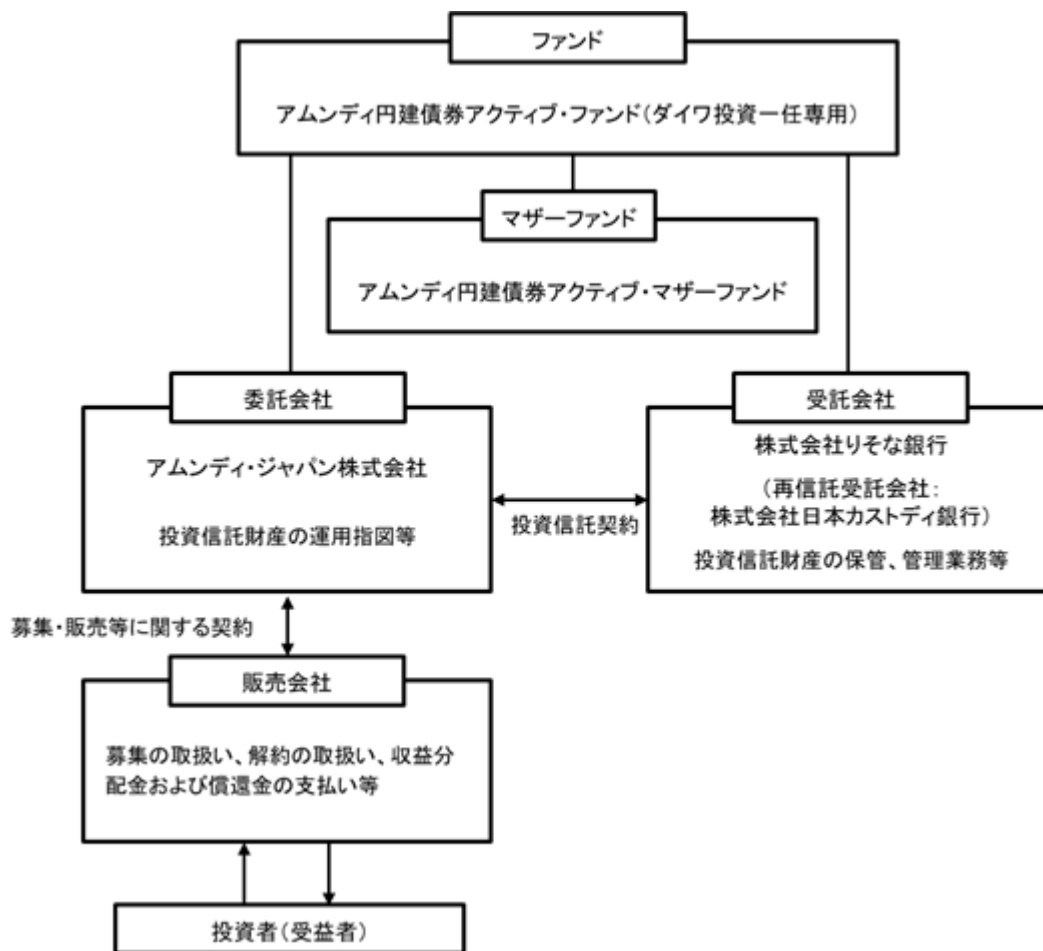 ファンド
アムンディ円建債券アクティブ・ファンド(ダイワ投資一任専用)
マザーファンド
アムンディ円建債券アクティブ・マザーファンド
委託会社
アムンディ・ジャパン株式会社
投資信託財産の運用指図等
投資信託契約
受託会社
株式会社りそな銀行
(再信託受託会社:
株式会社日本カストディ銀行)
投資信託財産の保管、管理業務等
募集・販売等に関する契約
販売会社
募集の取扱い、解約の取扱い、収益分
配金および償還金の支払い等
投資者(受益者)